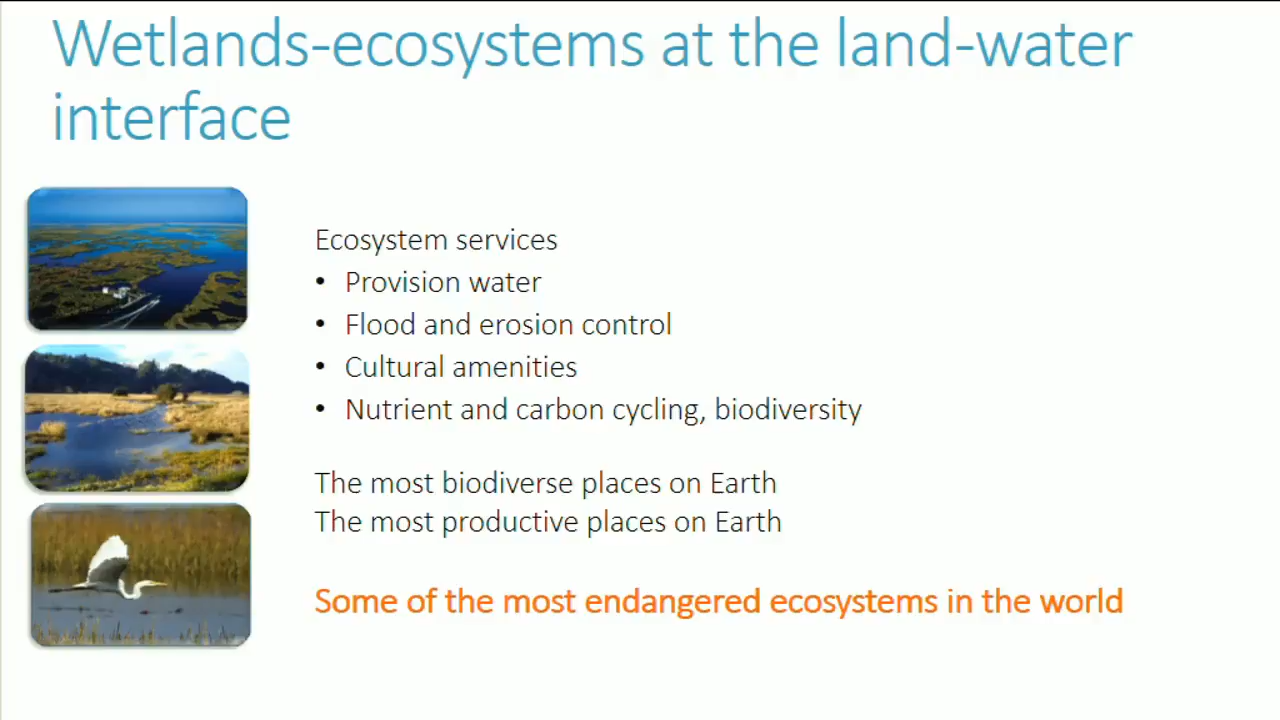 Wetlands-ecosystems at the land-water
interface
Ecosystem services
• Provision water
• Flood and erosion control
• Cultural amenities
• Nutrient and carbon cycling, biodiversity
The most biodiverse places on Earth
The most productive places on Earth
Some of the most endangered ecosystems in the world